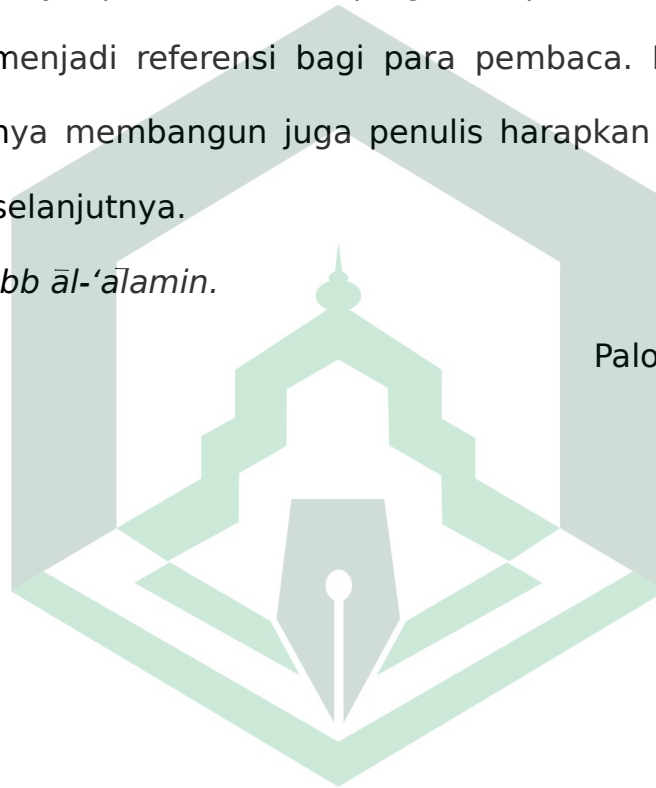 menjadi referensi bagi para pembaca.
nya membangun juga penulis harapkan
selanjutnya.
bb āl-‘ālamin.
Palo